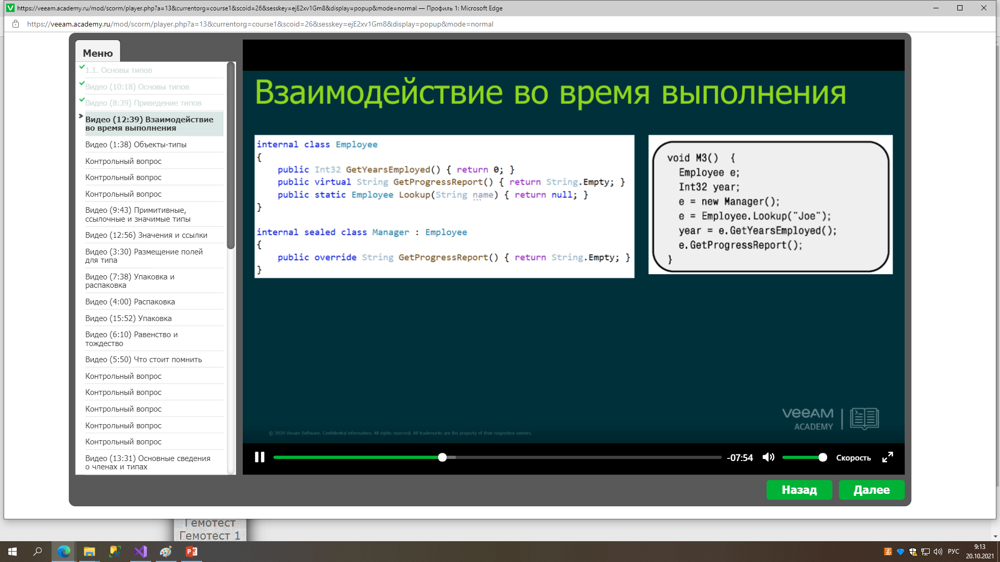 https://veeam.academy.ru/mod/scorm/player.php?a=13&currentorg=course1&scoid=26&sesskey=ejE2xv1Gm8&display=popup&mode=normal — Профиль 1: Microsoft Edge
https://veeam.academy.ru/mod/scorm/player.php?a=13&currentorg=course1&scoid=26&sesskey=ejE2xv1Gm8&display=popup&mode=normal
Меню
1.1. Основы типов
Видео (10:18) Основы типов
Видео (8:39) Приведение типов
Видео (12:39) Взаимодействие
во время выполнения
Видео (1:38) Объекты-типы
Контрольный вопрос
Контрольный вопрос
Контрольный вопрос
Видео (9:43) Примитивные,
ссылочные и значимые типы
Видео (12:56) Значения и ссылки
Видео (3:30) Размещение полей
для типа
Видео (7:38) Упаковка и
распаковка
Видео (4:00) Распаковка
Видео (15:52) Упаковка
Видео (6:10) Равенство и
тождество
Видео (5:50) Что стоит помнить
Контрольный вопрос
Контрольный вопрос
Контрольный вопрос
Контрольный вопрос
Контрольный вопрос
Видео (13:31) Основные сведения
о членах и типах
Взаимодействие во время выполнения
internal class Employee
{
public Int32 GetYearsEmployed() { return 0; }
public virtual String GetProgressReport() { return String.Empty; }
public static Employee Lookup(String name) { return null; }
}
internal sealed class Manager : Employee
{
public override String GetProgressReport() { return String.Empty; }
}
void M3() {
Employee e;
Int32 year;
e = new Manager();
e = Employee.Lookup("Joe");
year = e.GetYearsEmployed();
e.GetProgressReport();
}
veeAM
ACADEMY
© 2020 Veeam Software. Confidential information. All rights reserved. All trademarks are the property of their respective owners.
-07:54
Скорость
Назад
Далее
Гемотест
Гемотест 1
РУС
9:13
20.10.2021